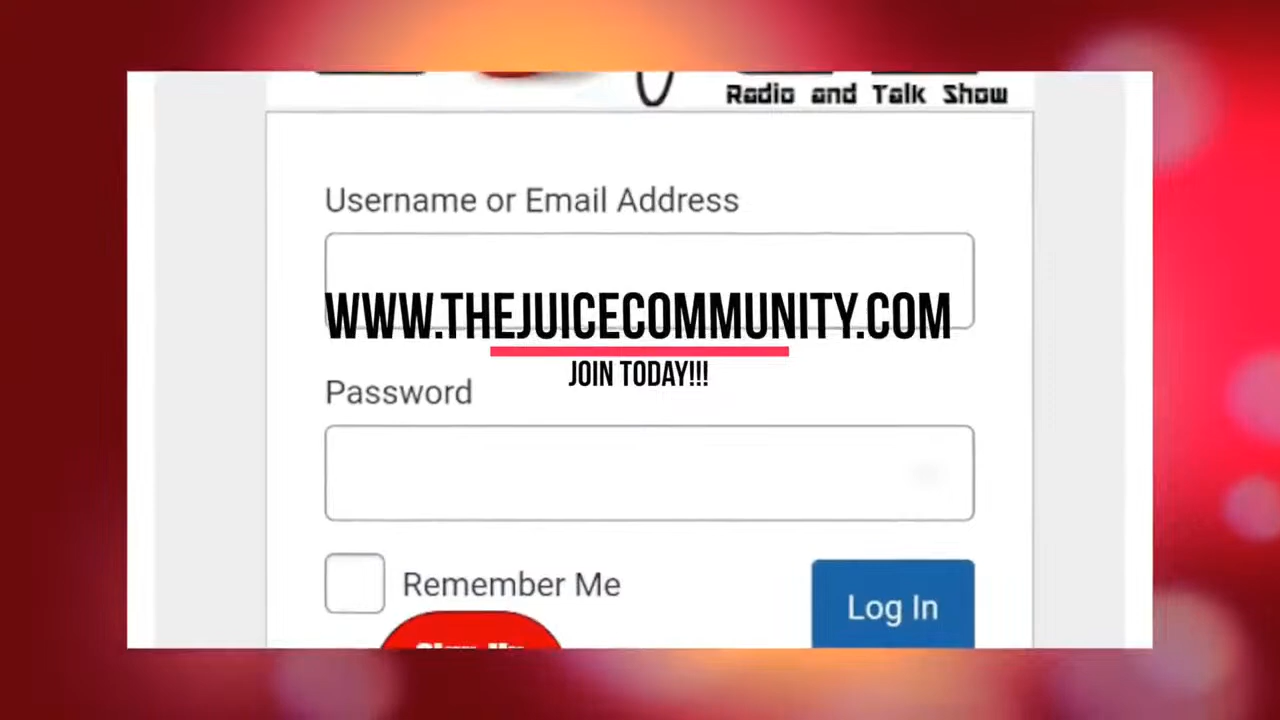 Radio and Talk Show
Username or Email Address
WWW.THEJUICECOMMUNITY.COM
JOIN TODAY!!!
Password
Remember Me
Log In